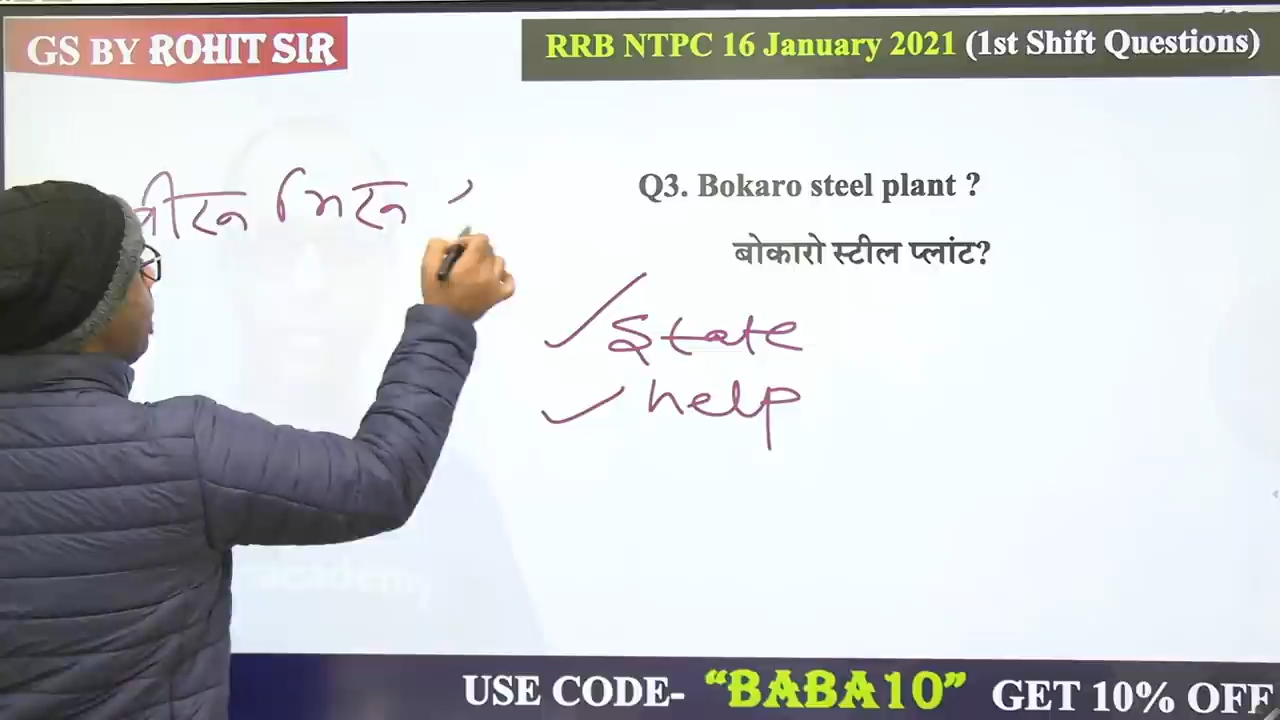 GS BY ROHIT SIR
RRB NTPC 16 January 2021 (1st Shift Questions)
Q3. Bokaro steel plant ?
बोकारो स्टील प्लांट?
State
help
academy
USE CODE- “BABA10” GET 10% OFF